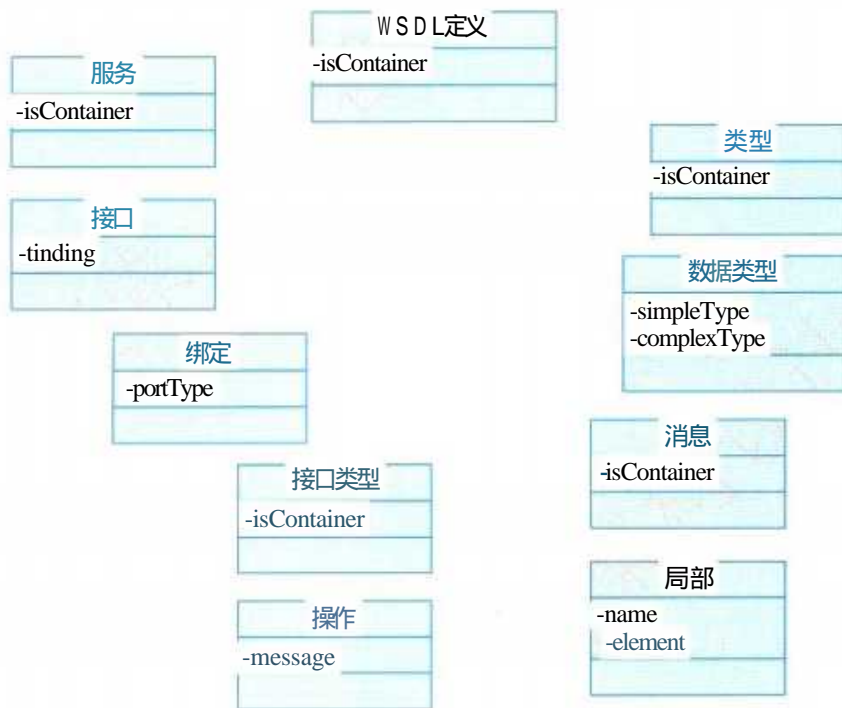 WSDL定义
-isContainer
服务
-isContainer
类型
-isContainer
接口
-tinding
数据类型
-simpleType
-complexType
绑定
-portType
消息
-isContainer
接口类型
-isContainer
局部
-name
-element
操作
-message